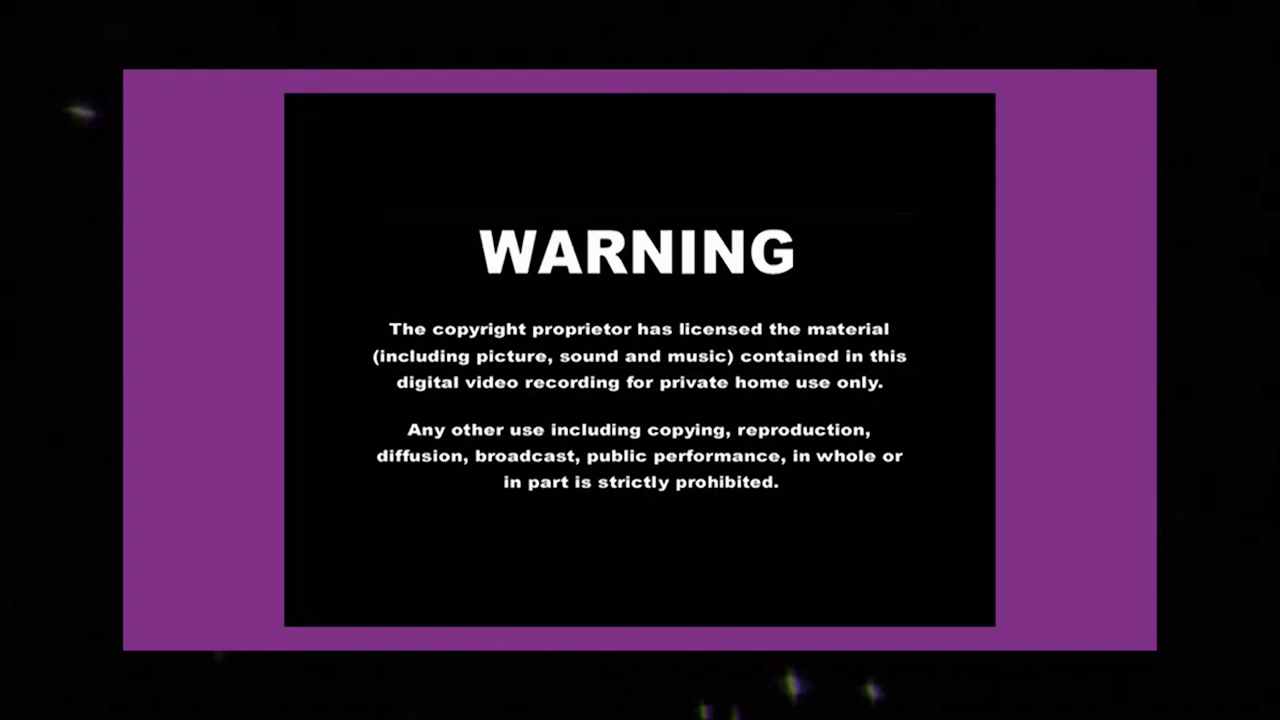 WARNING
The copyright proprietor has licensed the material
(including picture, sound and music) contained in this
digital video recording for private home use only.
Any other use including copying, reproduction,
diffusion, broadcast, public performance, in whole or
in part is strictly prohibited.